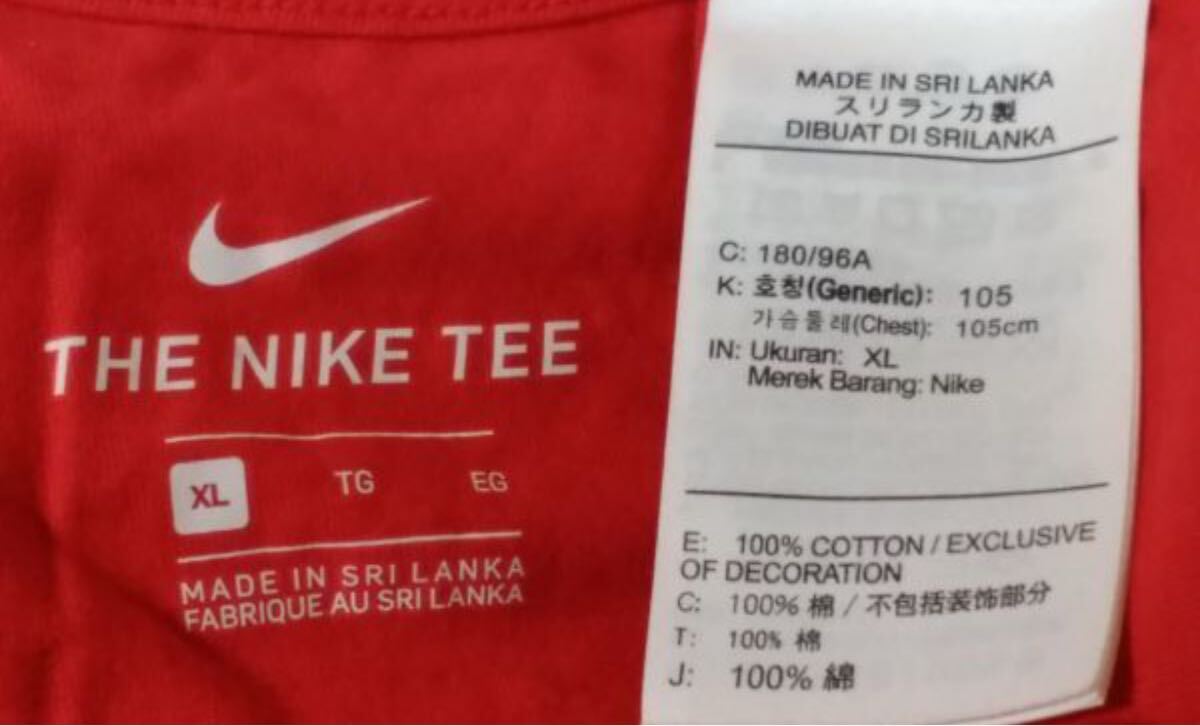 THE NIKE TEE
XL TG EG
MADE IN SRI LANKA
FABRIQUE AU SRI LANKA
MADE IN SRI LANKA
スリランカ製
DIBUAT DI SRILANKA
C: 180/96A
K: 호칭(Generic): 105
가슴둘레(Chest): 105cm
IN: Ukuran: XL
Merek Barang: Nike
E: 100% COTTON / EXCLUSIVE
OF DECORATION
C: 100% 棉 / 不包括装饰部分
T: 100% 棉
J: 100% 綿